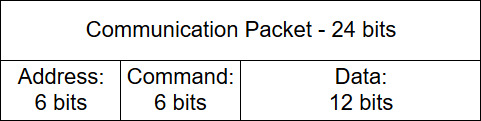 Communication Packet - 24 bits
Address:
6 bits
Command:
6 bits
Data:
12 bits